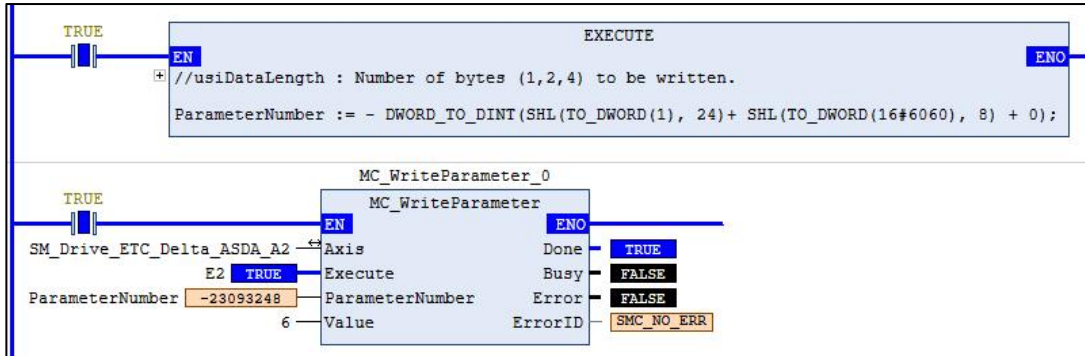 TRUE
EXECUTE
EN
ENO
//usiDataLength : Number of bytes (1,2,4) to be written.
ParameterNumber := - DWORD_TO_DINT(SHL(TO_DWORD(1), 24)+ SHL(TO_DWORD(16#6060), 8) + 0);
MC_WriteParameter_0
TRUE
MC_WriteParameter
EN ENO
SM_Drive_ETC_Delta_ASDA_A2 Axis Done TRUE
E2 TRUE Execute Busy FALSE
ParameterNumber -23093248 ParameterNumber Error FALSE
6 Value ErrorID SMC_NO_ERR